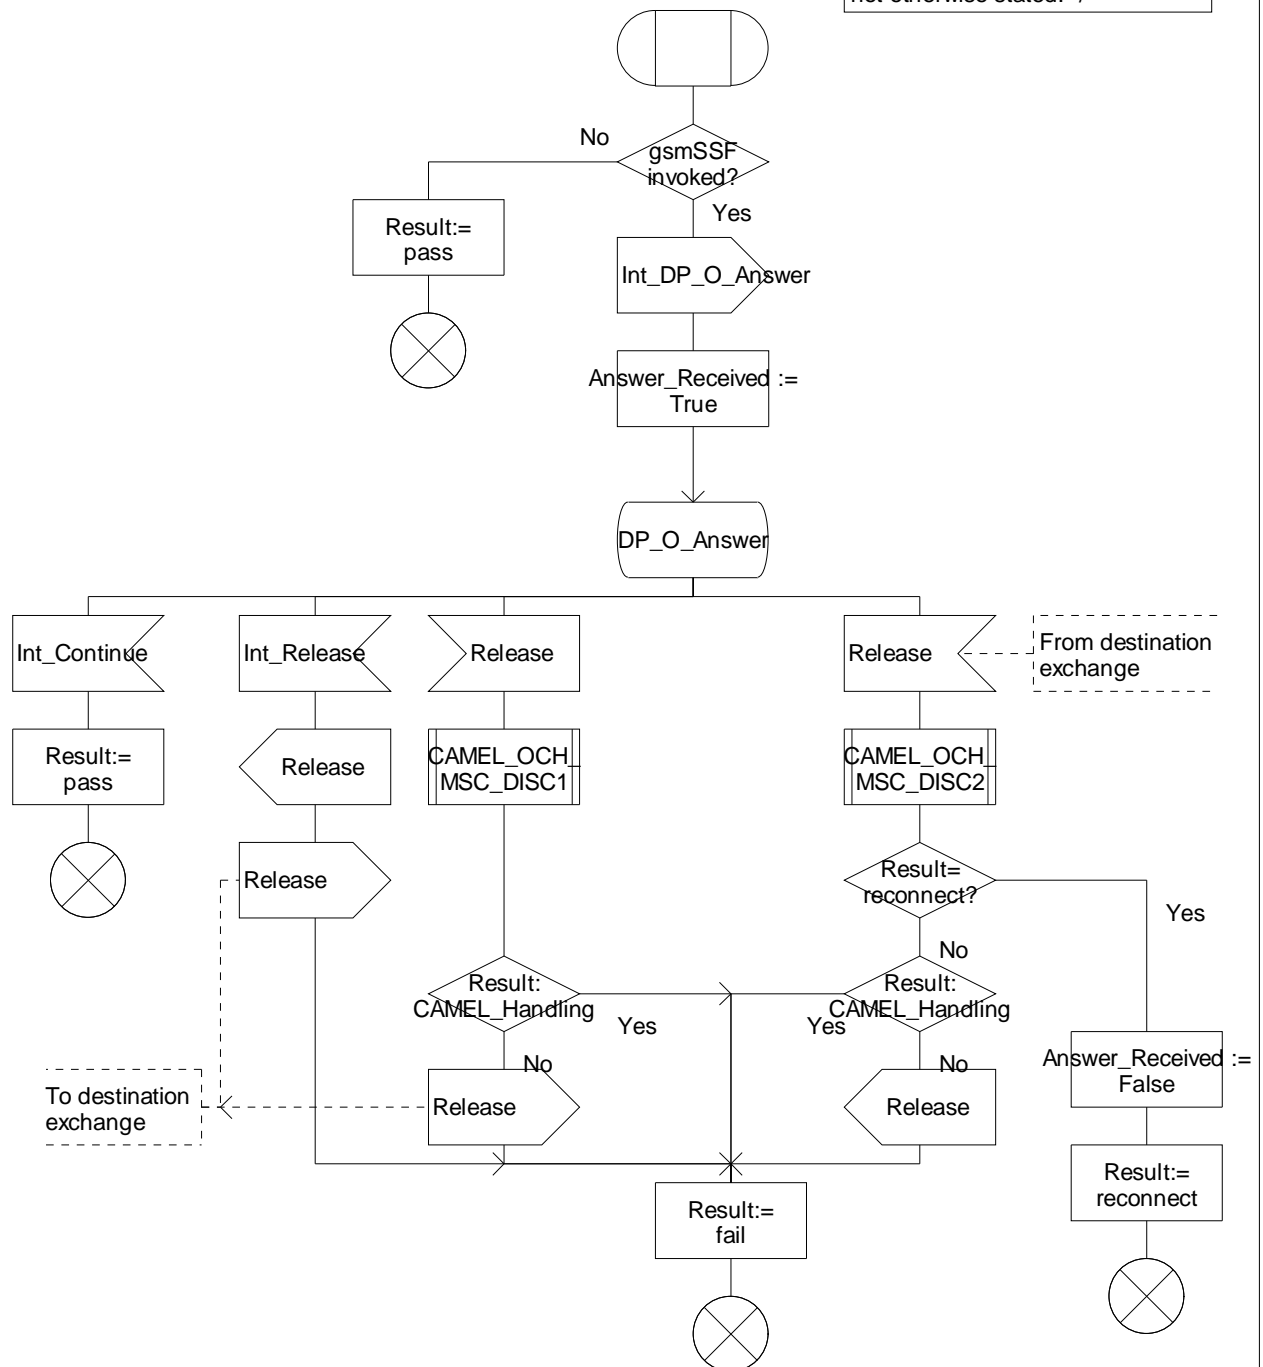 not otherwise stated. */
No
gsmSSF
invoked?
Yes
Result:=
pass
Int_DP_O_Answer
Answer_Received :=
True
DP_O_Answer
Int_Continue
Int_Release
Release
Release
From destination
exchange
Result:=
pass
Release
CAMEL_OCH_
MSC_DISC1
CAMEL_OCH_
MSC_DISC2
Release
Result=
reconnect?
Yes
No
Result:
CAMEL_Handling
Yes
Result:
CAMEL_Handling
Yes
No
No
Answer_Received :=
False
To destination
exchange
Release
Release
Result:=
fail
Result:=
reconnect